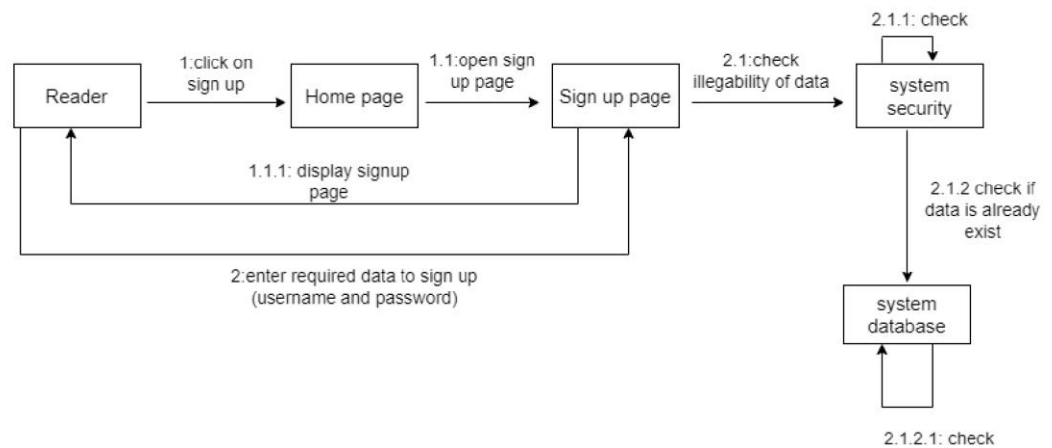 2.1.1: check
1:click on
sign up
1.1:open sign
up page
2.1:check
illegability of data
Reader
Home page
Sign up page
system
security
1.1.1: display signup
page
2.1.2 check if
data is already
exist
2:enter required data to sign up
(username and password)
system
database
2.1.2.1: check